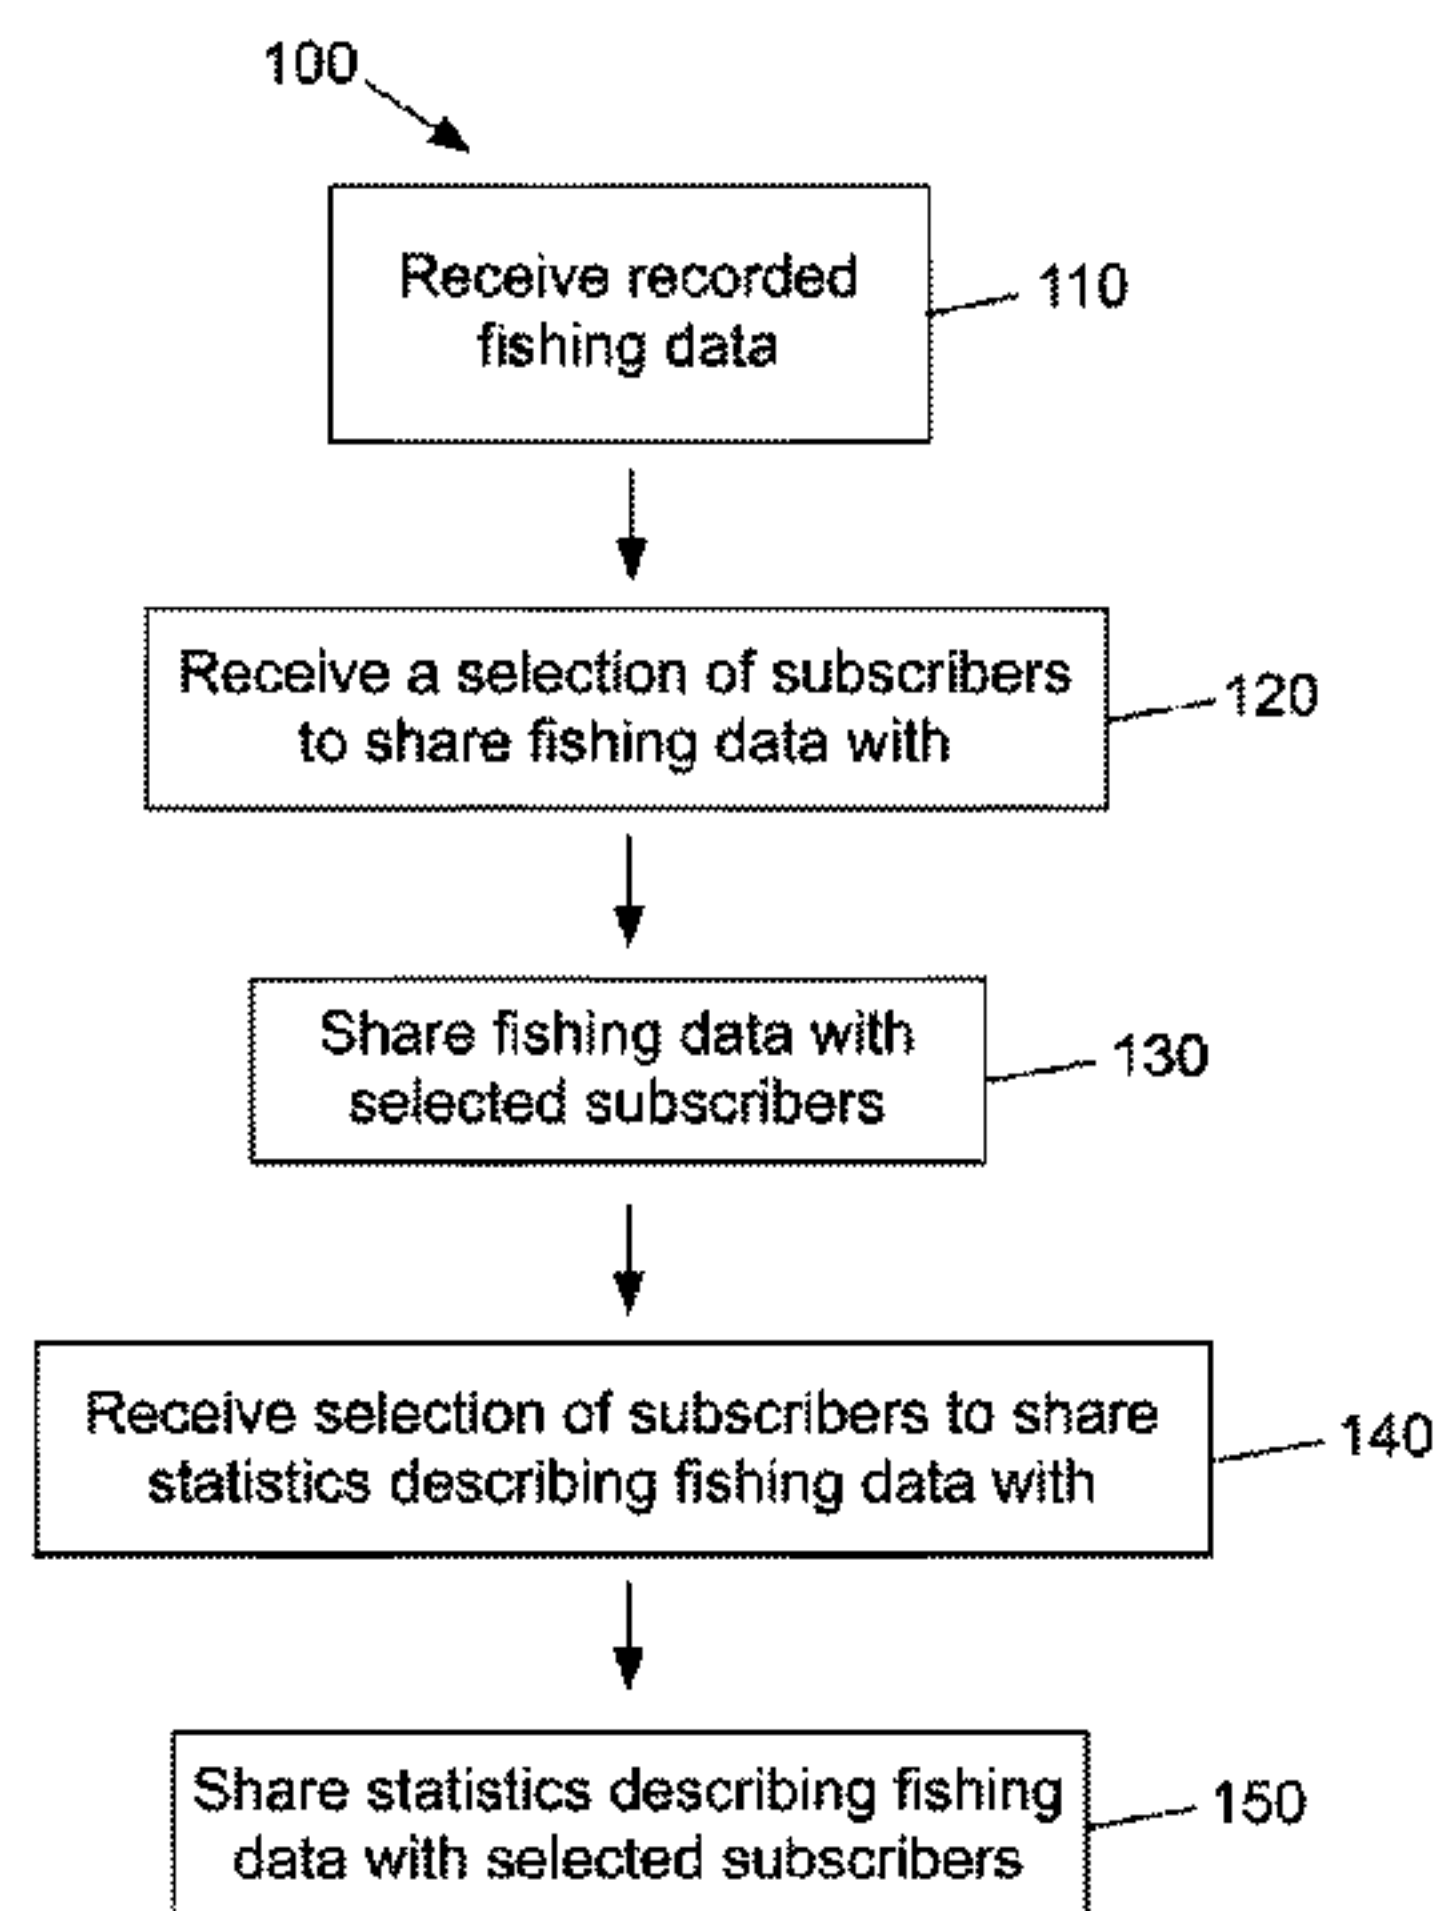 100
Receive recorded
fishing data
110
Receive a selection of subscribers
to share fishing data with
120
Share fishing data with
selected subscribers
130
Receive selection of subscribers to share
statistics describing fishing data with
140
Share statistics describing fishing
data with selected subscribers
150